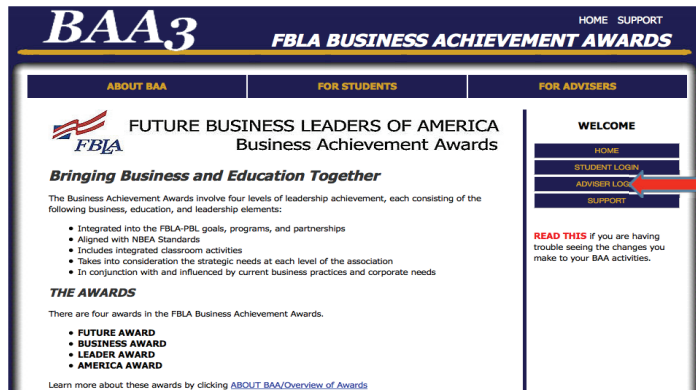 BAA3
HOME SUPPORT
FBLA BUSINESS ACHIEVEMENT AWARDS
ABOUT BAA
FOR STUDENTS
FOR ADVISERS
FBLA
FUTURE BUSINESS LEADERS OF AMERICA
Business Achievement Awards
Bringing Business and Education Together
The Business Achievement Awards involve four levels of leadership achievement, each consisting of the
following business, education, and leadership elements:
• Integrated into the FBLA-PBL goals, programs, and partnerships
• Aligned with NBEA Standards
• Includes integrated classroom activities
• Takes into consideration the strategic needs at each level of the association
• In conjunction with and influenced by current business practices and corporate needs
THE AWARDS
There are four awards in the FBLA Business Achievement Awards.
• FUTURE AWARD
• BUSINESS AWARD
• LEADER AWARD
• AMERICA AWARD
Learn more about these awards by clicking ABOUT BAA/Overview of Awards
WELCOME
HOME
STUDENT LOGIN
ADVISER
SUPPORT
READ THIS if you are having
trouble seeing the changes you
make to your BAA activities.